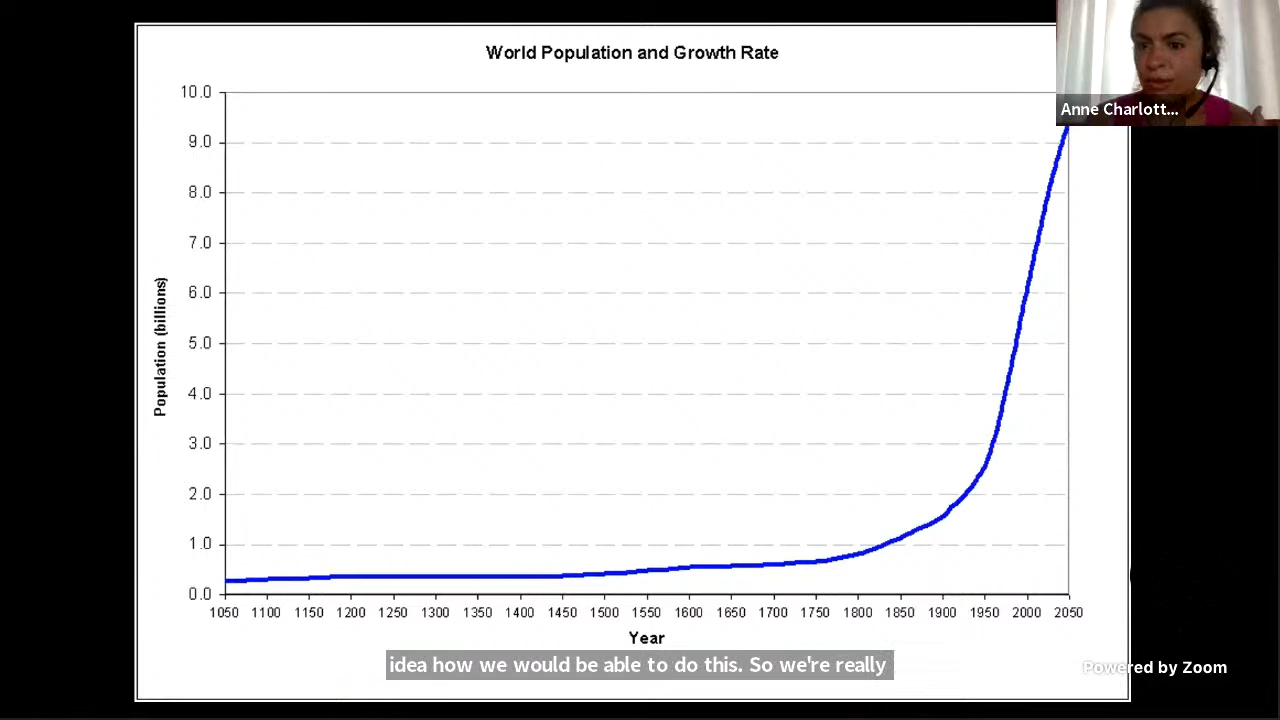 World Population and Growth Rate
Anne Charlott...
10.0
9.0
8.0
7.0
6.0
5.0
4.0
3.0
2.0
1.0
0.0
Population (billions)
1050 1100 1150 1200 1250 1300 1350 1400 1450 1500 1550 1600 1650 1700 1750 1800 1850 1900 1950 2000 2050
Year
idea how we would be able to do this. So we're really
Powered by Zoom